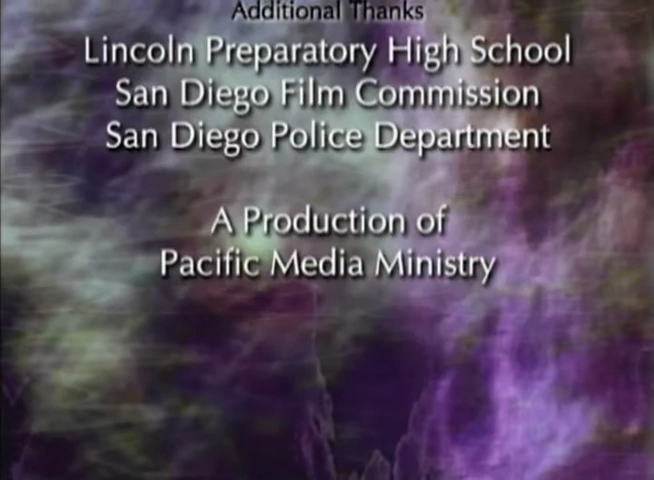 Additional Thanks
Lincoln Preparatory High School
San Diego Film Commission
San Diego Police Department
A Production of
Pacific Media Ministry